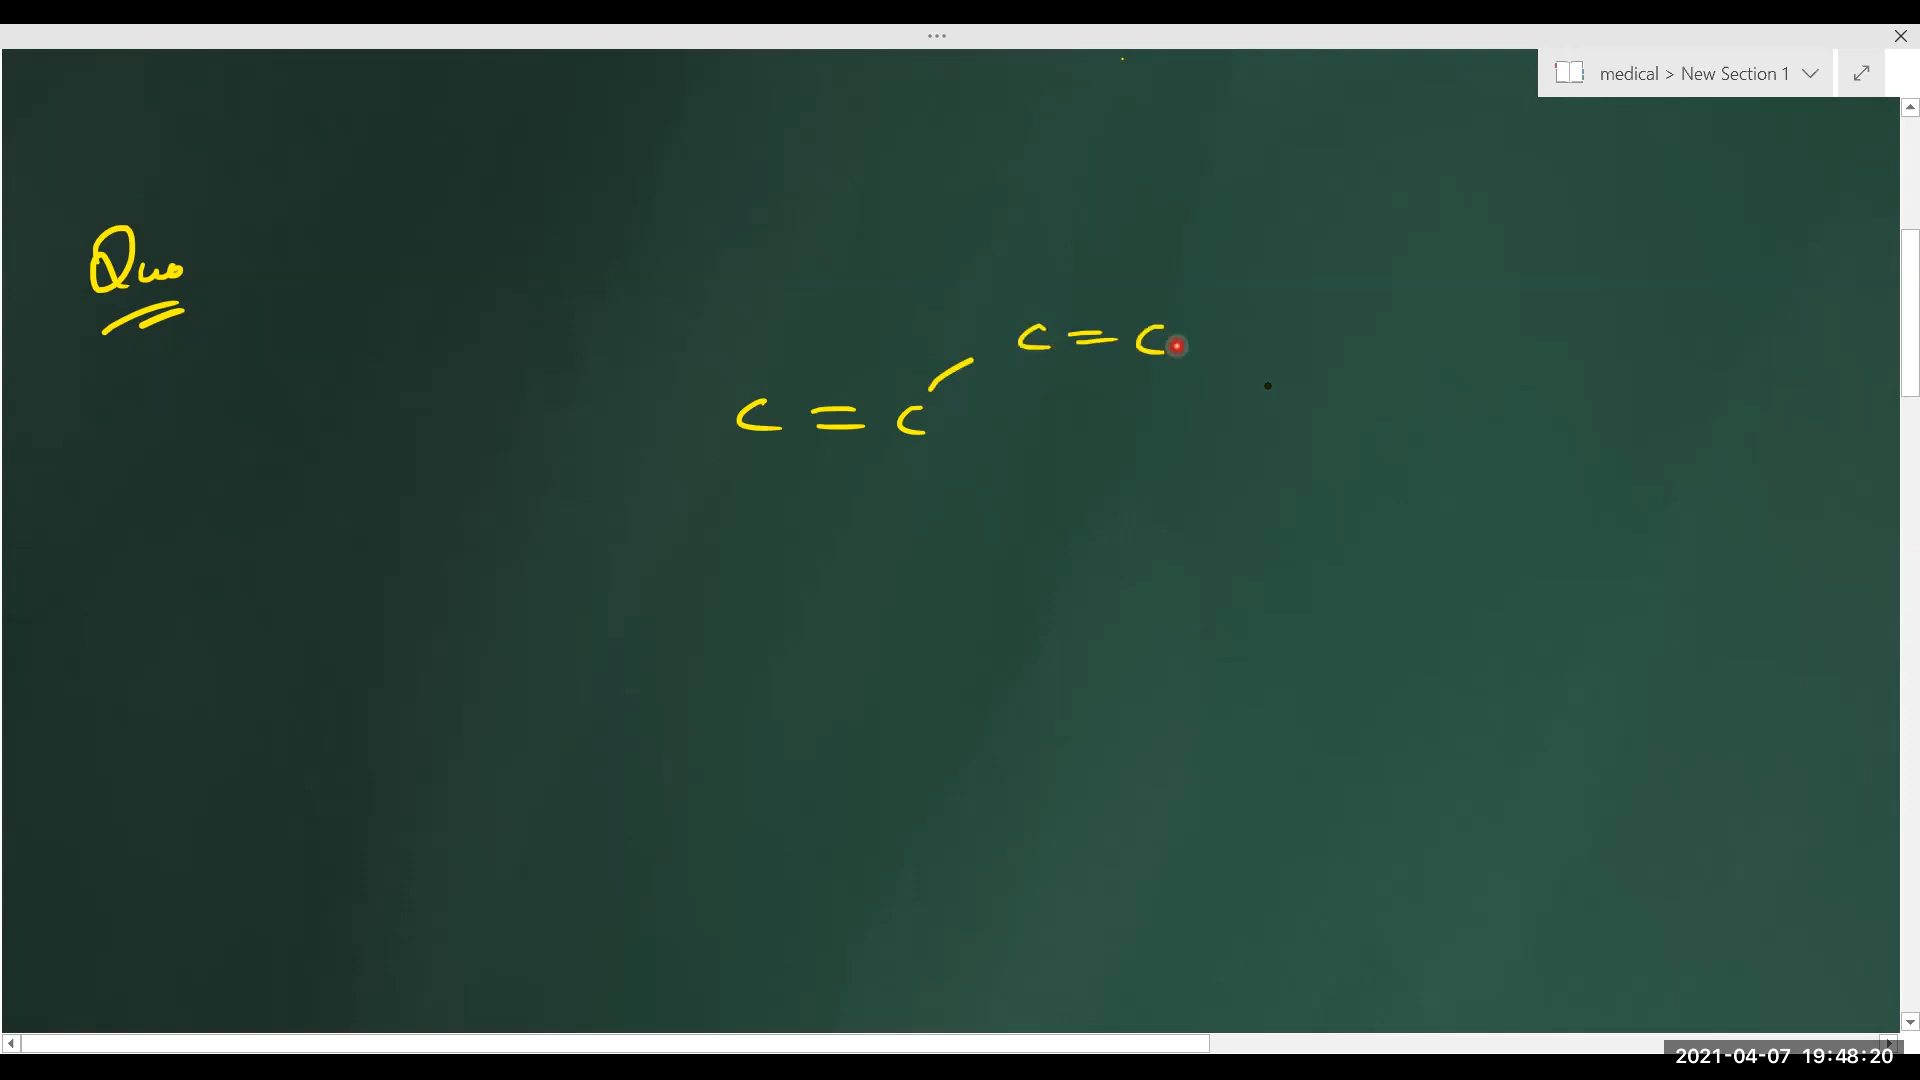 medical > New Section 1
Que
c = c
c = c
2021-04-07 19:48:20